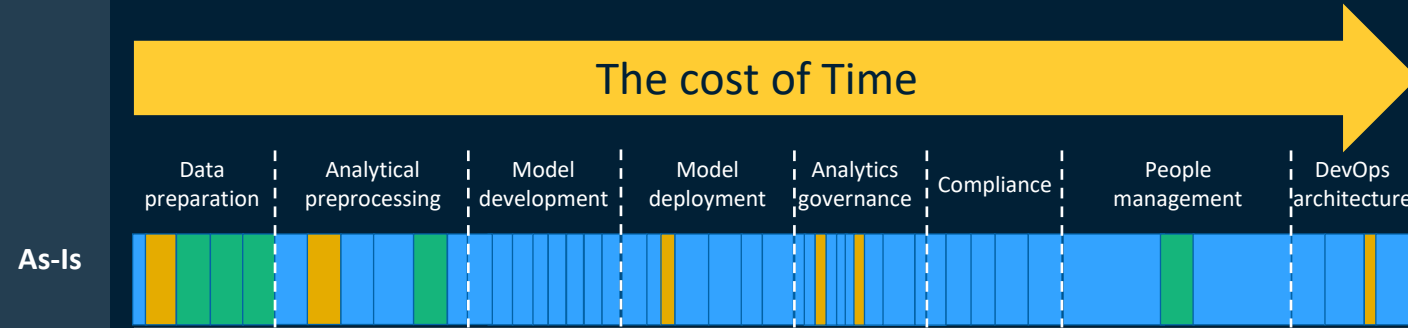 The cost of Time
Data
preparation
Analytical
preprocessing
Model
development
Model
deployment
Analytics
governance
Compliance
People
management
DevOps
architecture
As-Is